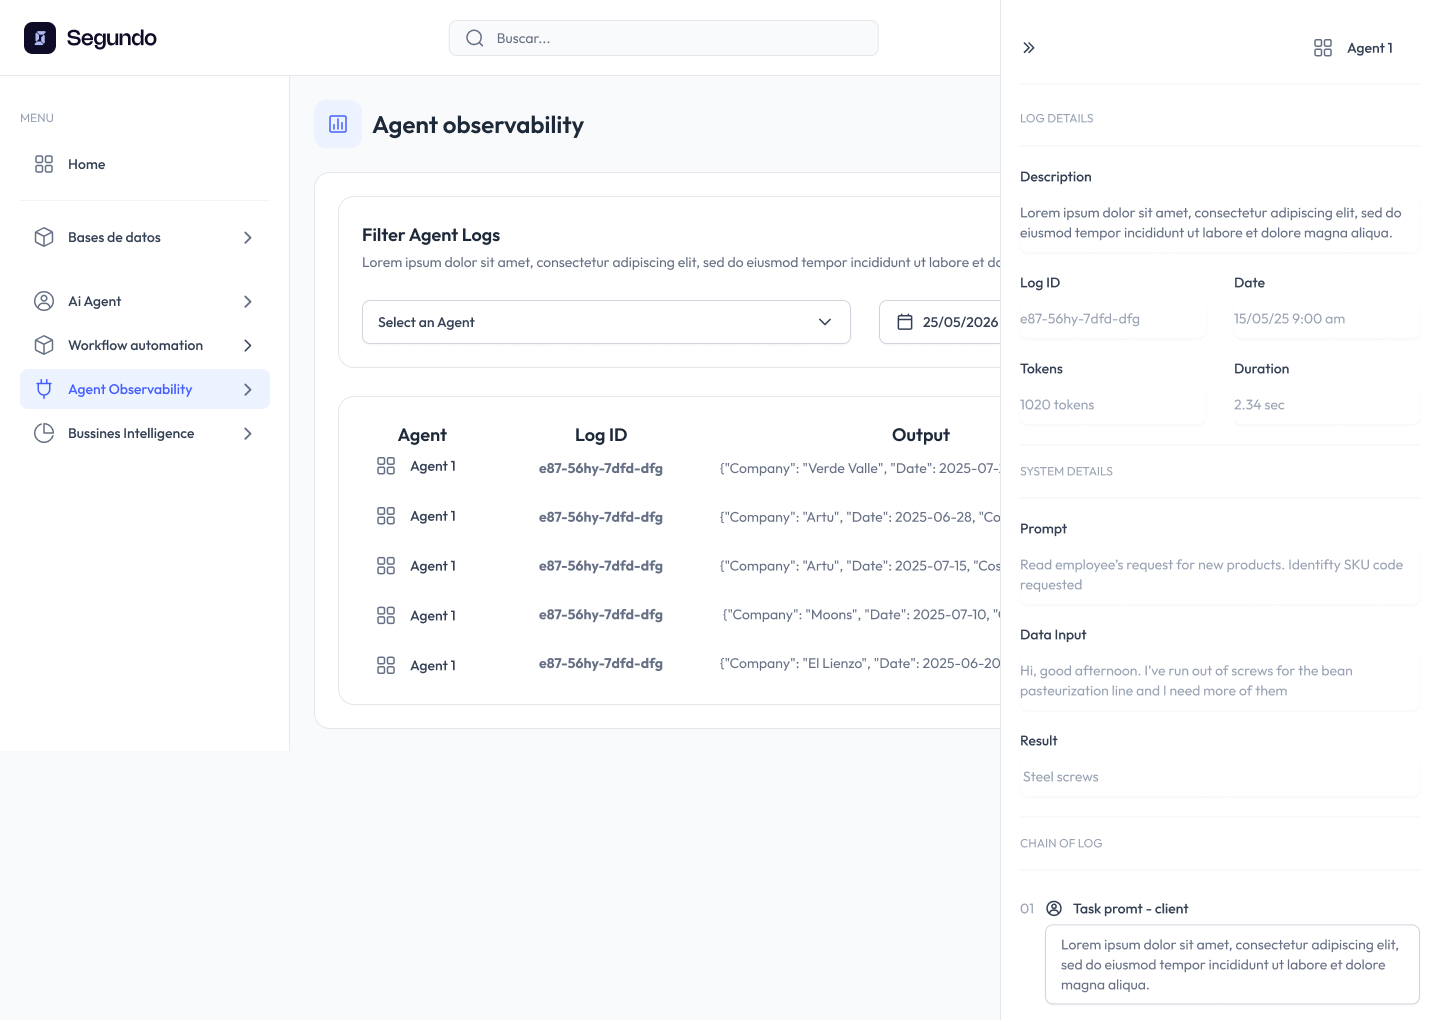 Segundo
Buscar...
MENU
Home
Bases de datos
Ai Agent
Workflow automation
Agent Observability
Bussines Intelligence
Agent observability
Filter Agent Logs
Lorem ipsum dolor sit amet, consectetur adipiscing elit, sed do eiusmod tempor incididunt ut labore et do
Select an Agent
25/05/2026
Agent Log ID Output
Agent 1 e87-56hy-7dfd-dfg {"Company": "Verde Valle", "Date": 2025-07-
Agent 1 e87-56hy-7dfd-dfg {"Company": "Artu", "Date": 2025-06-28, "Co
Agent 1 e87-56hy-7dfd-dfg {"Company": "Artu", "Date": 2025-07-15, "Cos
Agent 1 e87-56hy-7dfd-dfg {"Company": "Moons", "Date": 2025-07-10, "
Agent 1 e87-56hy-7dfd-dfg {"Company": "El Lienzo", "Date": 2025-06-20
Agent 1
LOG DETAILS
Description
Lorem ipsum dolor sit amet, consectetur adipiscing elit, sed do
eiusmod tempor incididunt ut labore et dolore magna aliqua.
Log ID Date
e87-56hy-7dfd-dfg 15/05/25 9:00 am
Tokens Duration
1020 tokens 2.34 sec
SYSTEM DETAILS
Prompt
Read employee's request for new products. Identifty SKU code
requested
Data Input
Hi, good afternoon. I've run out of screws for the bean
pasteurization line and I need more of them
Result
Steel screws
CHAIN OF LOG
01 Task promt - client
Lorem ipsum dolor sit amet, consectetur adipiscing elit,
sed do eiusmod tempor incididunt ut labore et dolore
magna aliqua.